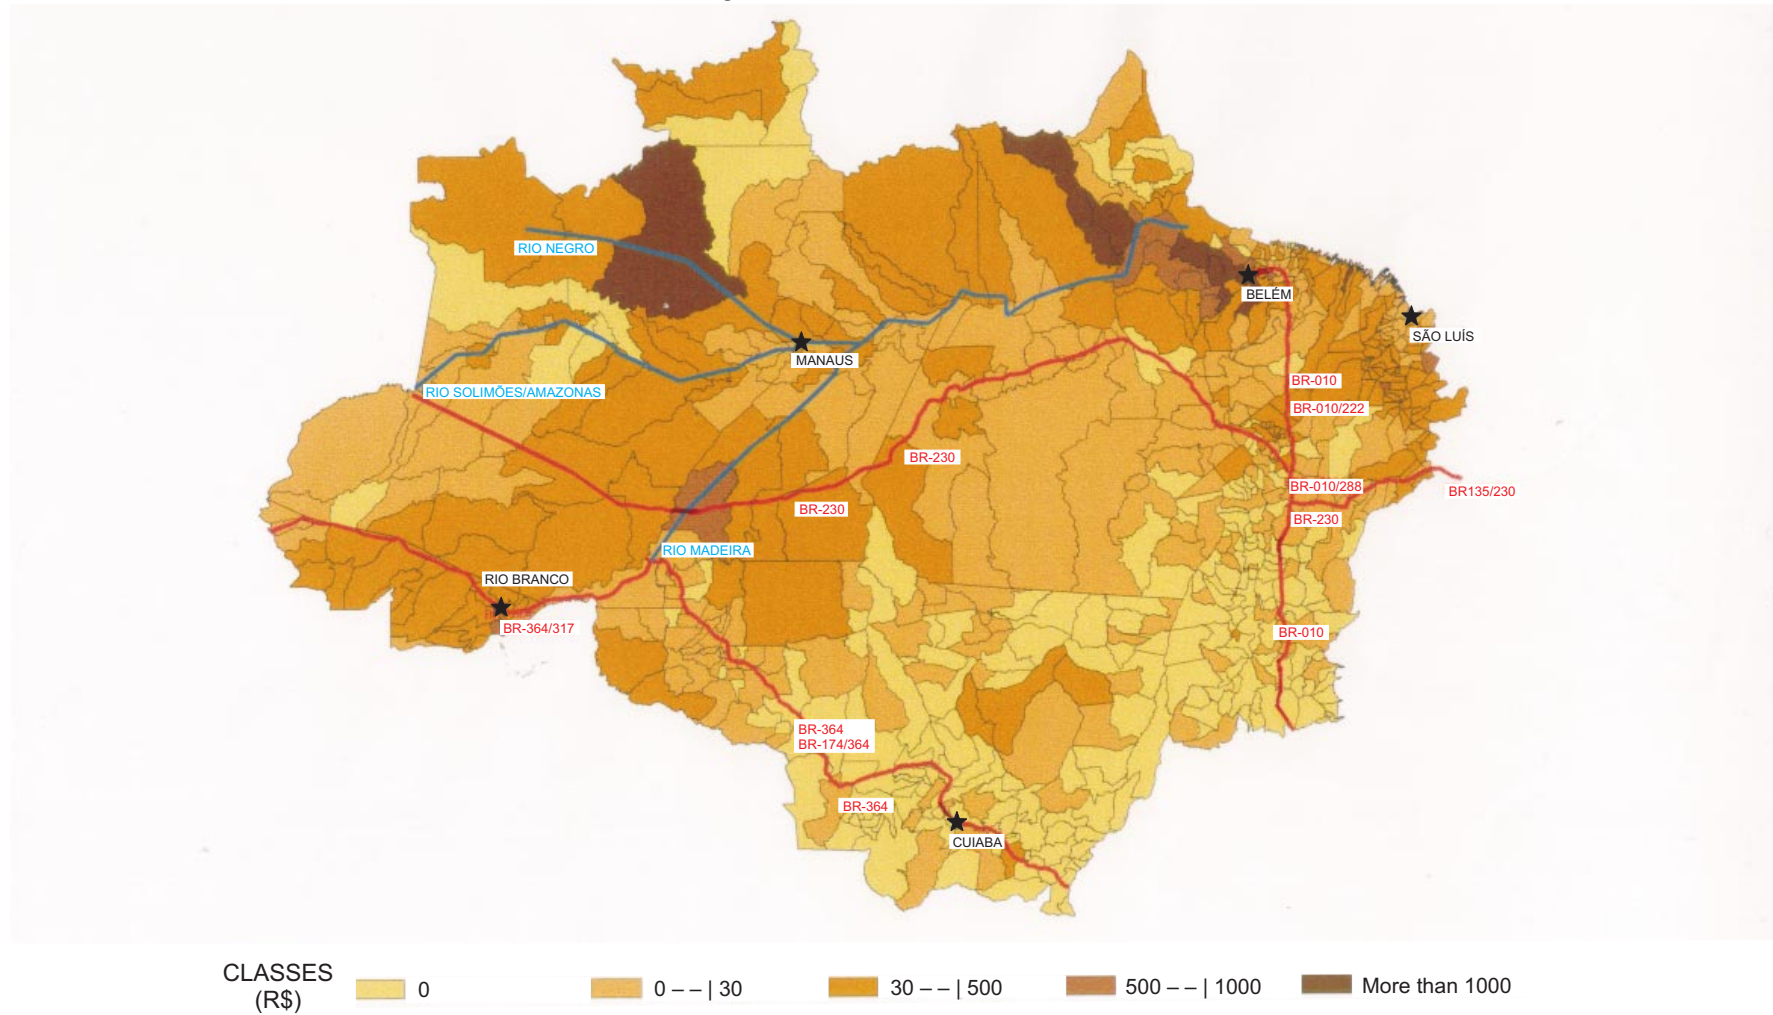 RIO NEGRO
BELÉM
SÃO LUÍS
MANAUS
BR-010
RIO SOLIMÕES/AMAZONAS
BR-010/222
BR-230
BR-010/288
BR135/230
BR-230
BR-230
RIO MADEIRA
RIO BRANCO
BR-364/317
BR-010
BR-364
BR-174/364
BR-364
CUIABA
CLASSES
(R$)
0
0 – – | 30
30 – – | 500
500 – – | 1000
More than 1000